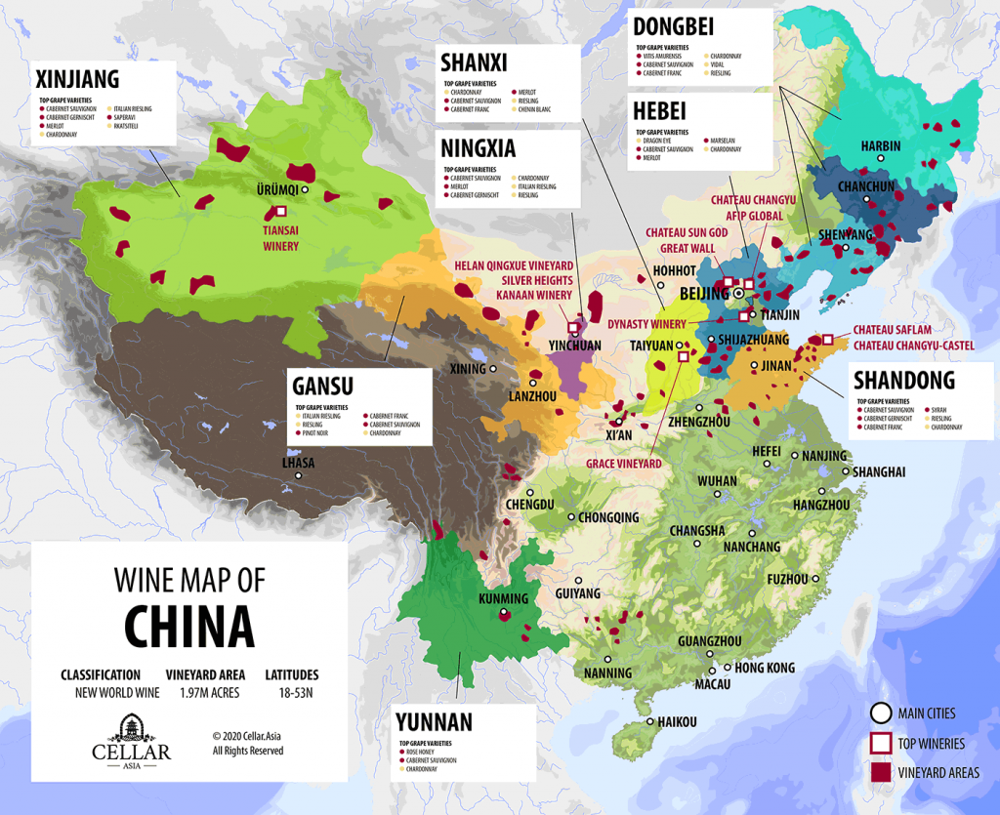 DONGBEI
TOP GRAPE VARIETIES
VITIS AMURENSIS
CABERNET SAUVIGNON
CABERNET FRANC
CHARDONNAY
VIDAL
RIESLING
SHANXI
TOP GRAPE VARIETIES
CHARDONNAY
CABERNET SAUVIGNON
CABERNET FRANC
MERLOT
RIESLING
CHENIN BLANC
XINJIANG
TOP GRAPE VARIETIES
CABERNET SAUVIGNON
CABERNET GERNISCHT
MERLOT
CHARDONNAY
ITALIAN RIESLING
SAPERAVI
RKATSITELI
HEBEI
TOP GRAPE VARIETIES
DRAGON EYE
CABERNET SAUVIGNON
MERLOT
MARSELAN
CHARDONNAY
NINGXIA
TOP GRAPE VARIETIES
CABERNET SAUVIGNON
MERLOT
CABERNET GERNISCHT
CHARDONNAY
ITALIAN RIESLING
RIESLING
HARBIN
CHANCHUN
ÜRÜMQI
TIANSAI
WINERY
CHATEAU CHANGYU
AFIP GLOBAL
CHATEAU SUN GOD
GREAT WALL
SHENYANG
HELAN QINGXUE VINEYARD
SILVER HEIGHTS
KANAAN WINERY
HOHHOT
BEIJING
DYNASTY WINERY
TIANJIN
YINCHUAN
TAIYUAN
SHIJAZHUANG
CHATEAU SAFLAM
CHATEAU CHANGYU-CASTEL
XINING
JINAN
LANZHOU
GANSU
TOP GRAPE VARIETIES
ITALIAN RIESLING
RIESLING
PINOT NOIR
CABERNET FRANC
CABERNET SAUVIGNON
CHARDONNAY
SHANDONG
TOP GRAPE VARIETIES
CABERNET SAUVIGNON
CABERNET GERNISCHT
CABERNET FRANC
SYRAH
RIESLING
CHARDONNAY
ZHENGZHOU
XI'AN
GRACE VINEYARD
LHASA
HEFEI
NANJING
SHANGHAI
WUHAN
HANGZHOU
CHENGDU
CHONGQING
CHANGSHA
NANCHANG
FUZHOU
GUIYANG
KUNMING
GUANGZHOU
HONG KONG
MACAU
NANNING
HAIKOU
WINE MAP OF
CHINA
CLASSIFICATION
NEW WORLD WINE
VINEYARD AREA
1.97M ACRES
LATITUDES
18-53N
CELLAR
ASIA
© 2020 Cellar.Asia
All Rights Reserved
YUNNAN
TOP GRAPE VARIETIES
ROSE HONEY
CABERNET SAUVIGNON
CHARDONNAY
MAIN CITIES
TOP WINERIES
VINEYARD AREAS